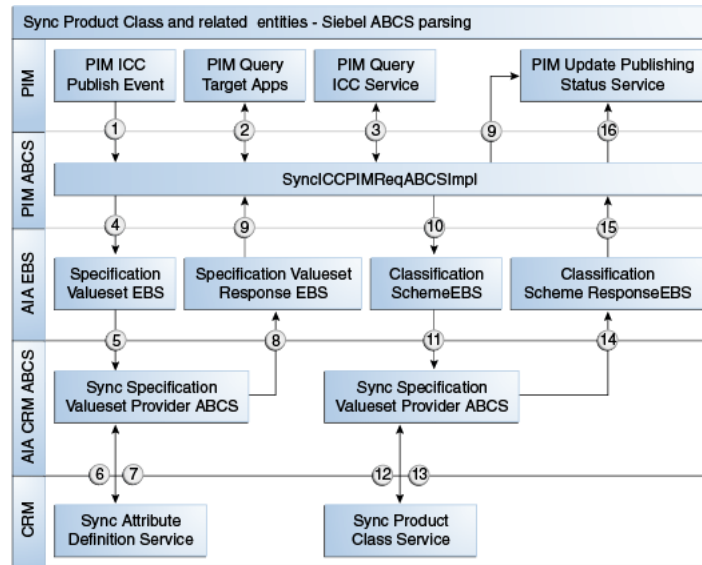 Sync Product Class and related entities - Siebel ABCS parsing
PIM
PIM ICC
Publish Event
PIM Query
Target Apps
PIM Query
ICC Service
PIM Update Publishing
Status Service
1
2
3
9
16
PIM ABCS
SyncICCPIMReqABCSImpl
4
9
10
15
AIA EBS
Specification
Valueset EBS
Specification Valueset
Response EBS
Classification
SchemeEBS
Classification
Scheme ResponseEBS
5
8
11
14
AIA CRM ABCS
Sync Specification
Valueset Provider ABCS
Sync Specification
Valueset Provider ABCS
6
7
12
13
CRM
Sync Attribute
Definition Service
Sync Product
Class Service